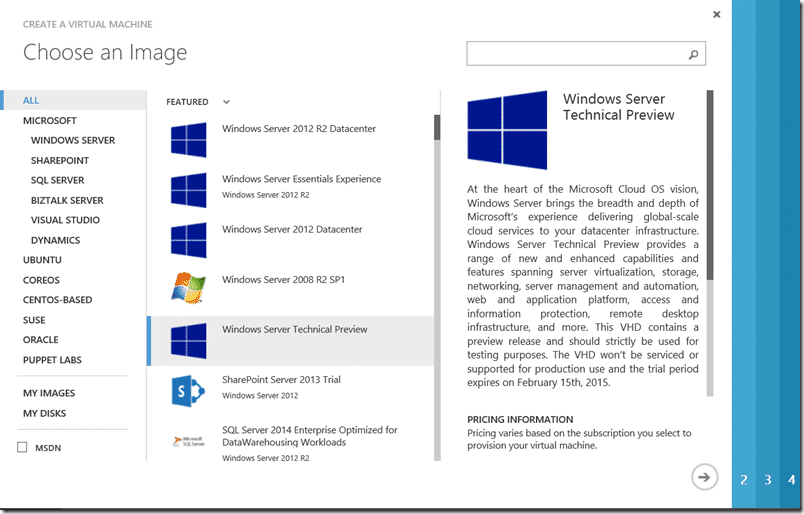 CREATE A VIRTUAL MACHINE
Choose an Image
ALL
MICROSOFT
WINDOWS SERVER
SHAREPOINT
SQL SERVER
BIZTALK SERVER
VISUAL STUDIO
DYNAMICS
UBUNTU
COREOS
CENTOS-BASED
SUSE
ORACLE
PUPPET LABS
MY IMAGES
MY DISKS
MSDN
FEATURED
Windows Server 2012 R2 Datacenter
Windows Server Essentials Experience
Windows Server 2012 R2
Windows Server 2012 Datacenter
Windows Server 2008 R2 SP1
Windows Server Technical Preview
SharePoint Server 2013 Trial
Windows Server 2012
Microsoft
SQL Server
SQL Server 2014 Enterprise Optimized for
DataWarehousing Workloads
Windows Server 2012 R2
Windows Server
Technical Preview
At the heart of the Microsoft Cloud OS vision,
Windows Server brings the breadth and depth of
Microsoft's experience delivering global-scale
cloud services to your datacenter infrastructure.
Windows Server Technical Preview provides a
range of new and enhanced capabilities and
features spanning server virtualization, storage,
networking, server management and automation,
web and application platform, access and
information protection, remote desktop
infrastructure, and more. This VHD contains a
preview release and should strictly be used for
testing purposes. The VHD won't be serviced or
supported for production use and the trial period
expires on February 15th, 2015.
PRICING INFORMATION
Pricing varies based on the subscription you select to
provision your virtual machine.
2 3 4